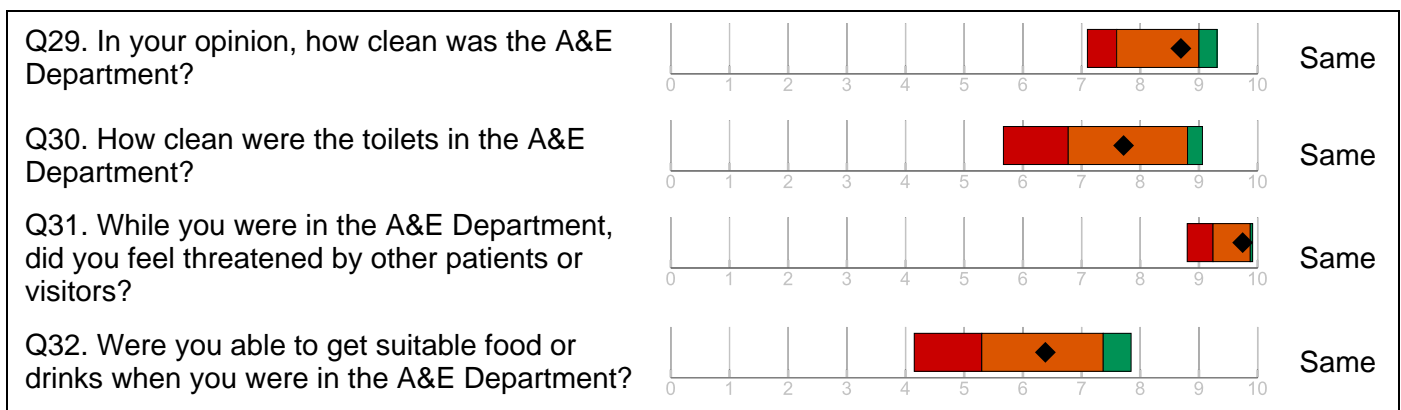 Q29. In your opinion, how clean was the A&E
Department?
Same
0 1 2 3 4 5 6 7 8 9 10
Q30. How clean were the toilets in the A&E
Department?
Same
0 1 2 3 4 5 6 7 8 9 10
Q31. While you were in the A&E Department,
did you feel threatened by other patients or
visitors?
Same
0 1 2 3 4 5 6 7 8 9 10
Q32. Were you able to get suitable food or
drinks when you were in the A&E Department?
Same
0 1 2 3 4 5 6 7 8 9 10